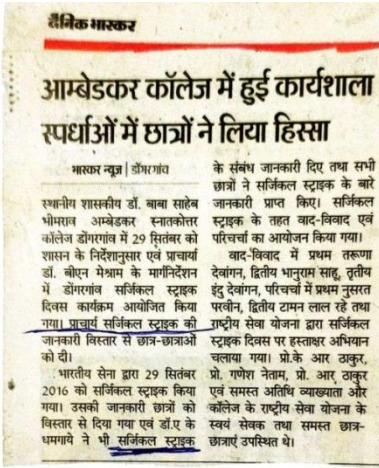 दैनिक भास्कर
आम्बेडकर कॉलेज में हुई कार्यशाला
स्पर्धाओं में छात्रों ने लिया हिस्सा
भास्कर न्यूज | डोंगरगांव
स्थानीय शासकीय डॉ. बाबा साहेब
भीमराव अम्बेडकर स्नातकोत्तर
कॉलेज डोंगरगांव में 29 सितंबर को
शासन के निर्देशानुसार एवं प्राचार्या
डॉ. बीएन मेश्राम के मार्गनिर्देशन
में डोंगरगांव सर्जिकल स्ट्राइक
दिवस कार्यक्रम आयोजित किया
गया। प्राचार्य सर्जिकल स्ट्राइक की
जानकारी विस्तार से छात्र-छात्राओं
को दी।
भारतीय सेना द्वारा 29 सितंबर
2016 को सर्जिकल स्ट्राइक किया
गया। उसकी जानकारी छात्रों को
विस्तार से दिया गया एवं डॉ.ए के
धमगाये ने भी सर्जिकल स्ट्राइक
के संबंध जानकारी दिए तथा सभी
छात्रों ने सर्जिकल स्ट्राइक के बारे
जानकारी प्राप्त किए। सर्जिकल
स्ट्राइक के तहत वाद-विवाद एवं
परिचर्चा का आयोजन किया गया।
वाद-विवाद में प्रथम तरूणा
देवांगन, द्वितीय भानुराम साहू, तृतीय
इंदु देवांगन, परिचर्चा में प्रथम नुसरत
परवीन, द्वितीय टामन लाल रहे तथा
राष्ट्रीय सेवा योजना द्वारा सर्जिकल
स्ट्राइक दिवस पर हस्ताक्षर अभियान
चलाया गया। प्रो.के आर ठाकुर,
प्रो. गणेश नेताम, प्रो. आर ठाकुर
एवं समस्त अतिथि व्याख्याता और
कॉलेज के राष्ट्रीय सेवा योजना के
स्वयं सेवक तथा समस्त छात्र-
छात्राएं उपस्थित थे।